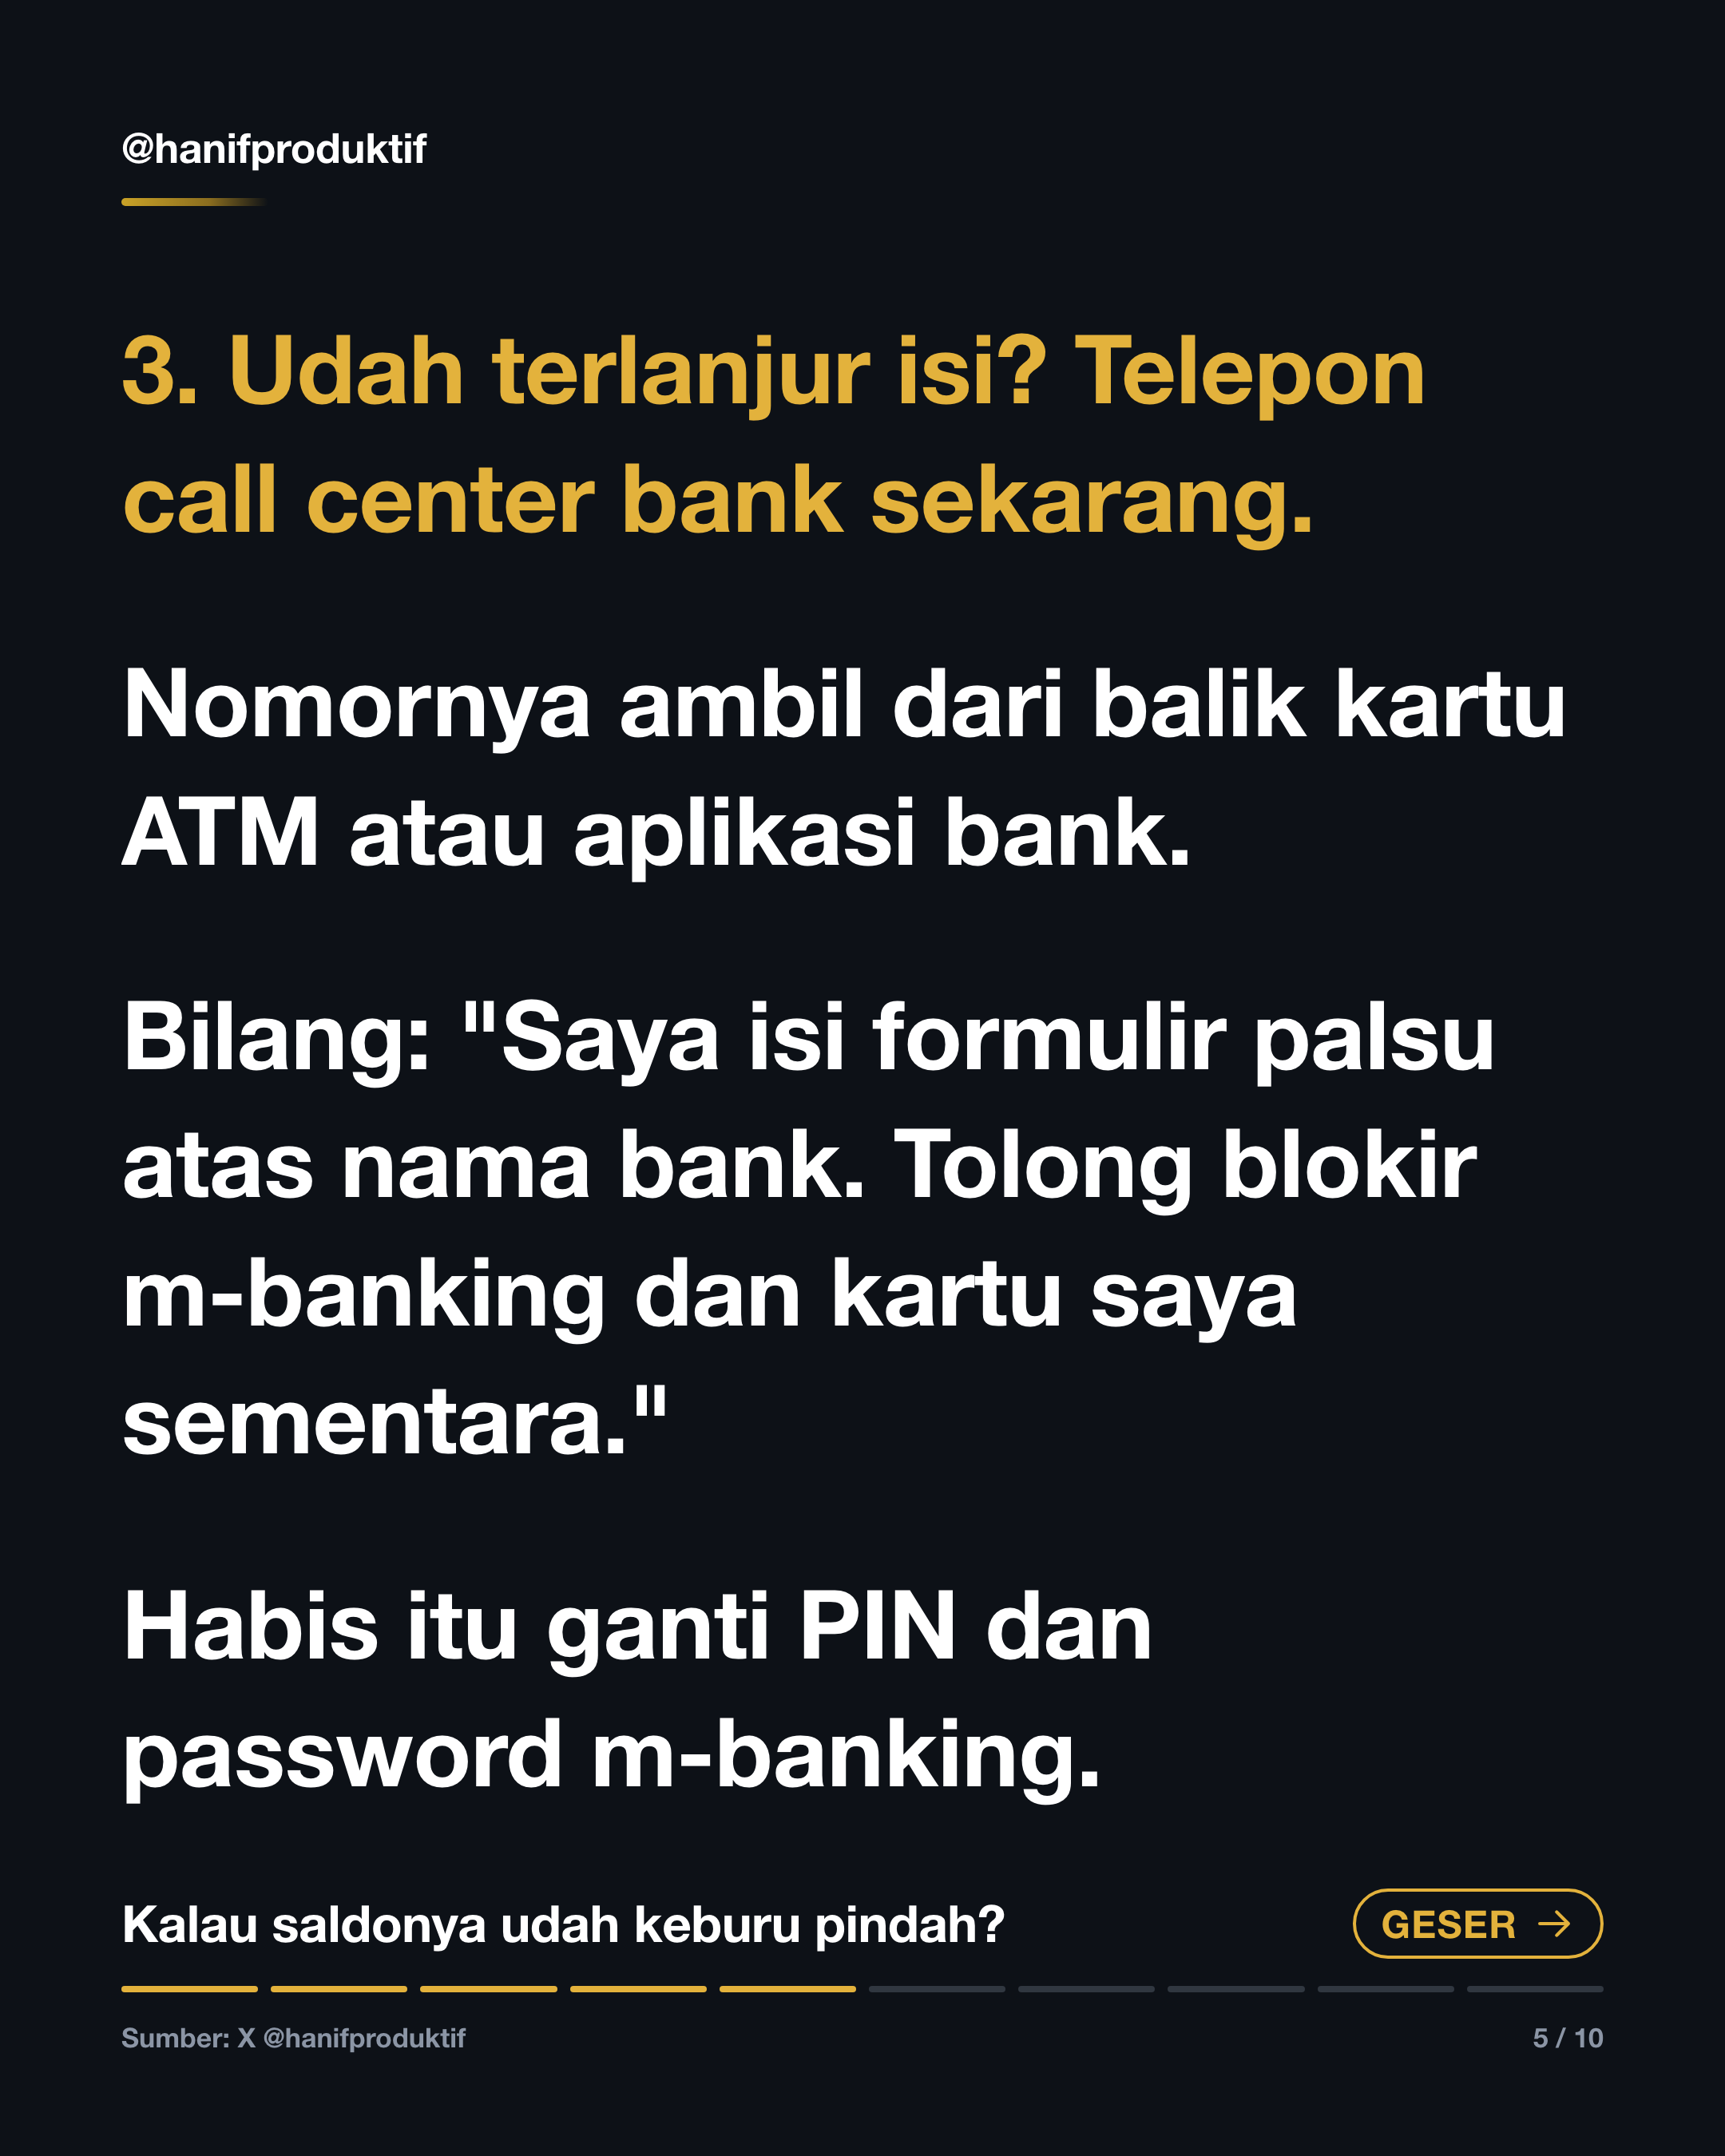 @hanifproduktif
3. Udah terlanjur isi? Telepon
call center bank sekarang.
Nomornya ambil dari balik kartu
ATM atau aplikasi bank.
Bilang: "Saya isi formulir palsu
atas nama bank. Tolong blokir
m-banking dan kartu saya
sementara."
Habis itu ganti PIN dan
password m-banking.
Kalau saldonya udah keburu pindah?
GESER →
Sumber: X @hanifproduktif
5 / 10